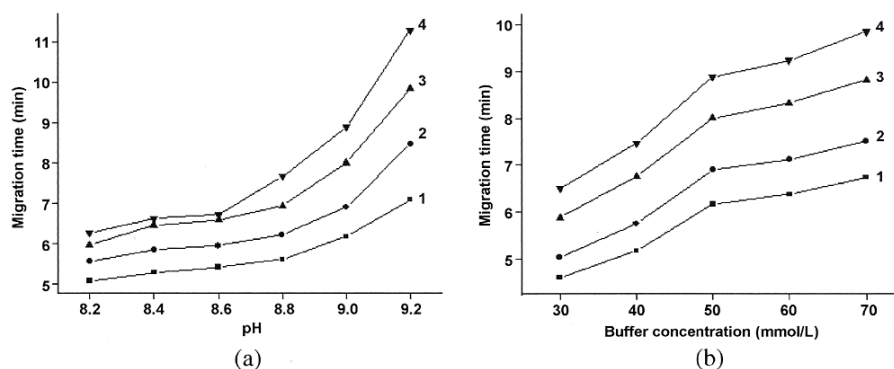 11
10
9
8
7
6
5
Migration time (min)
4
3
2
1
8.2 8.4 8.6 8.8 9.0 9.2
pH
(a)
10
9
8
7
6
5
Migration time (min)
4
3
2
1
30 40 50 60 70
Buffer concentration (mmol/L)
(b)